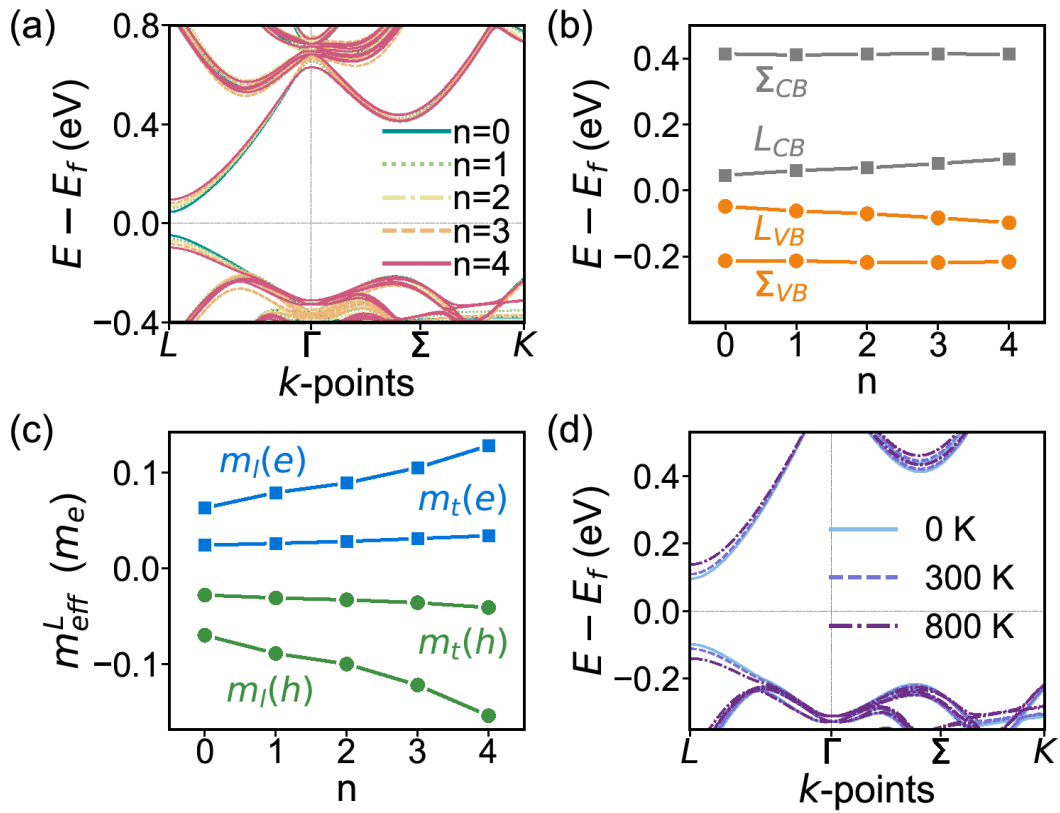 (a)
E − E_f (eV)
0.8
0.4
0.0
−0.4
n=0
n=1
n=2
n=3
n=4
L Γ Σ K
k-points
(b)
E − E_f (eV)
0.4
0.2
0.0
−0.2
Σ_CB
L_CB
L_VB
Σ_VB
0 1 2 3 4
n
(c)
m^L_eff (m_e)
0.1
0.0
−0.1
m_l(e)
m_t(e)
m_t(h)
m_l(h)
0 1 2 3 4
n
(d)
E − E_f (eV)
0.4
0.2
0.0
−0.2
0 K
300 K
800 K
L Γ Σ K
k-points